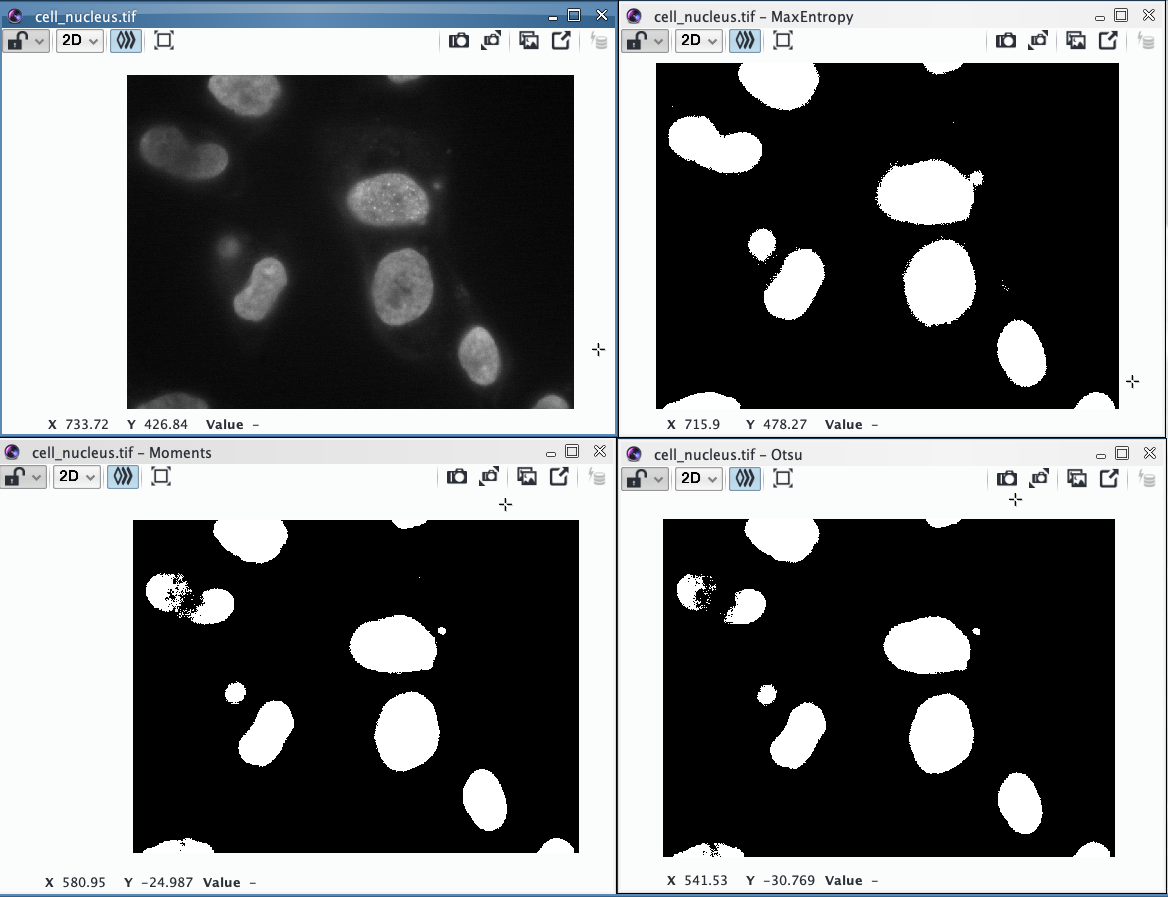 cell_nucleus.tif
2D
X 733.72 Y 426.84 Value –
cell_nucleus.tif – MaxEntropy
2D
X 715.9 Y 478.27 Value –
cell_nucleus.tif – Moments
2D
X 580.95 Y –24.987 Value –
cell_nucleus.tif – Otsu
2D
X 541.53 Y –30.769 Value –